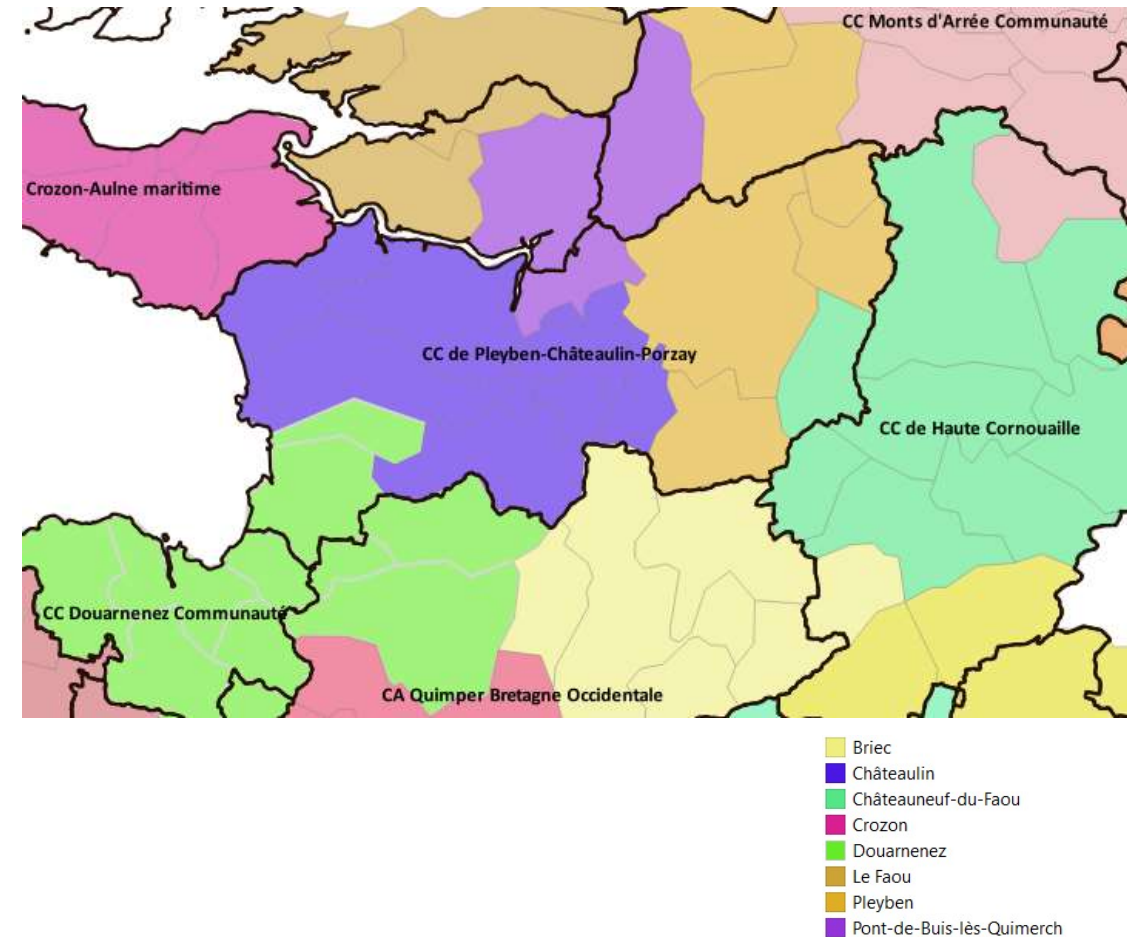 CC Monts d'Arrée Communauté
Crozon-Aulne maritime
CC de Pleyben-Châteaulin-Porzay
CC de Haute Cornouaille
CC Douarnenez Communauté
CA Quimper Bretagne Occidentale
Briec
Châteaulin
Châteauneuf-du-Faou
Crozon
Douarnenez
Le Faou
Pleyben
Pont-de-Buis-lès-Quimerch